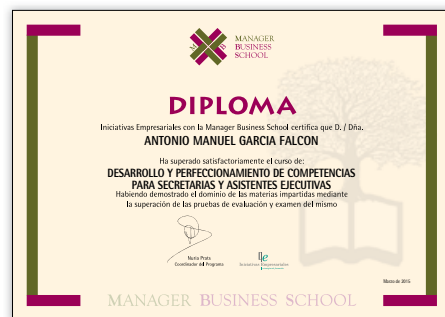 M B
MANAGER
BUSINESS
SCHOOL
DIPLOMA
Iniciativas Empresariales con la Manager Business School certifica que D. / Dña.
ANTONIO MANUEL GARCIA FALCON
Ha superado satisfactoriamente el curso de:
DESARROLLO Y PERFECCIONAMIENTO DE COMPETENCIAS
PARA SECRETARIAS Y ASISTENTES EJECUTIVAS
Habiendo demostrado el dominio de las materias impartidas mediante
la superación de las pruebas de evaluación y examen del mismo
Nuria Prats
Coordinador del Programa
Iniciativas Empresariales
Marzo de 2015
MANAGER BUSINESS SCHOOL